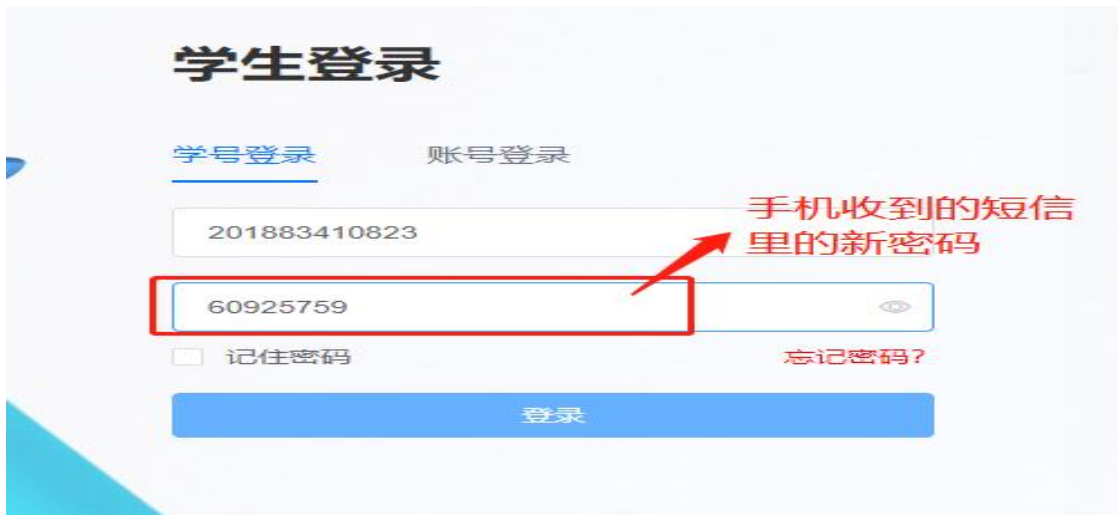 学生登录
学号登录 账号登录
手机收到的短信
里的新密码
201883410823
60925759
记住密码 忘记密码?
登录